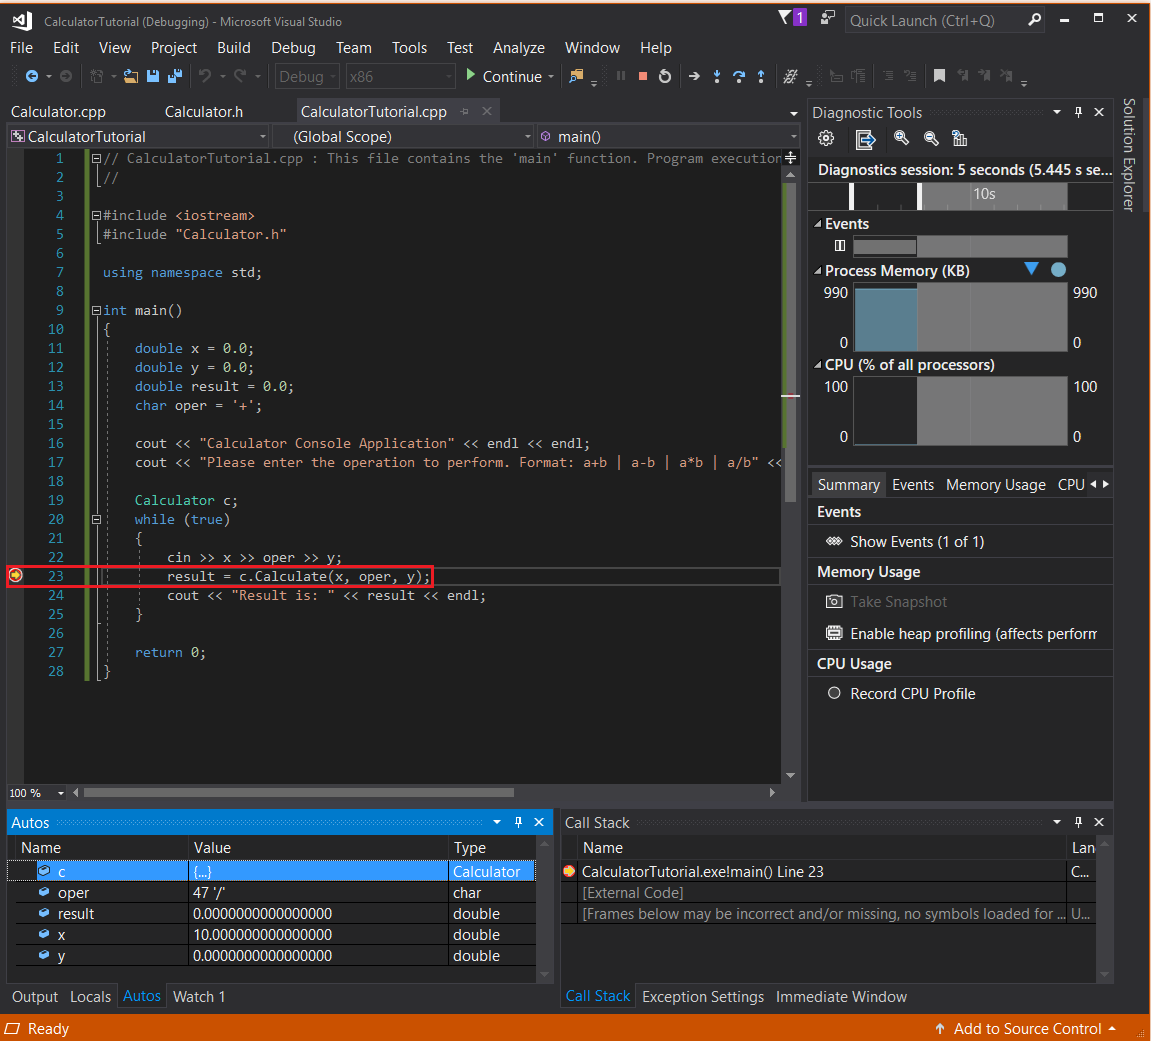 CalculatorTutorial (Debugging) - Microsoft Visual Studio
1
Quick Launch (Ctrl+Q)
File Edit View Project Build Debug Team Tools Test Analyze Window Help
Debug x86 Continue
Calculator.cpp Calculator.h CalculatorTutorial.cpp
CalculatorTutorial (Global Scope) main()
1 // CalculatorTutorial.cpp : This file contains the 'main' function. Program execution
2 //
3
4 #include <iostream>
5 #include "Calculator.h"
6
7 using namespace std;
8
9 int main()
10 {
11 double x = 0.0;
12 double y = 0.0;
13 double result = 0.0;
14 char oper = '+';
15
16 cout << "Calculator Console Application" << endl << endl;
17 cout << "Please enter the operation to perform. Format: a+b | a-b | a*b | a/b" <<
18
19 Calculator c;
20 while (true)
21 {
22 cin >> x >> oper >> y;
23 result = c.Calculate(x, oper, y);
24 cout << "Result is: " << result << endl;
25 }
26
27 return 0;
28 }
100 %
Diagnostic Tools
Diagnostics session: 5 seconds (5.445 s se...
10s
Events
Process Memory (KB)
990 990
0 0
CPU (% of all processors)
100 100
0 0
Summary Events Memory Usage CPU
Events
Show Events (1 of 1)
Memory Usage
Take Snapshot
Enable heap profiling (affects perform
CPU Usage
Record CPU Profile
Solution Explorer
Autos
Name Value Type
c {...} Calculator
oper 47 '/' char
result 0.0000000000000000 double
x 10.000000000000000 double
y 0.0000000000000000 double
Output Locals Autos Watch 1
Call Stack
Name Lan
CalculatorTutorial.exe!main() Line 23 C...
[External Code]
[Frames below may be incorrect and/or missing, no symbols loaded for ... U...
Call Stack Exception Settings Immediate Window
Ready Add to Source Control